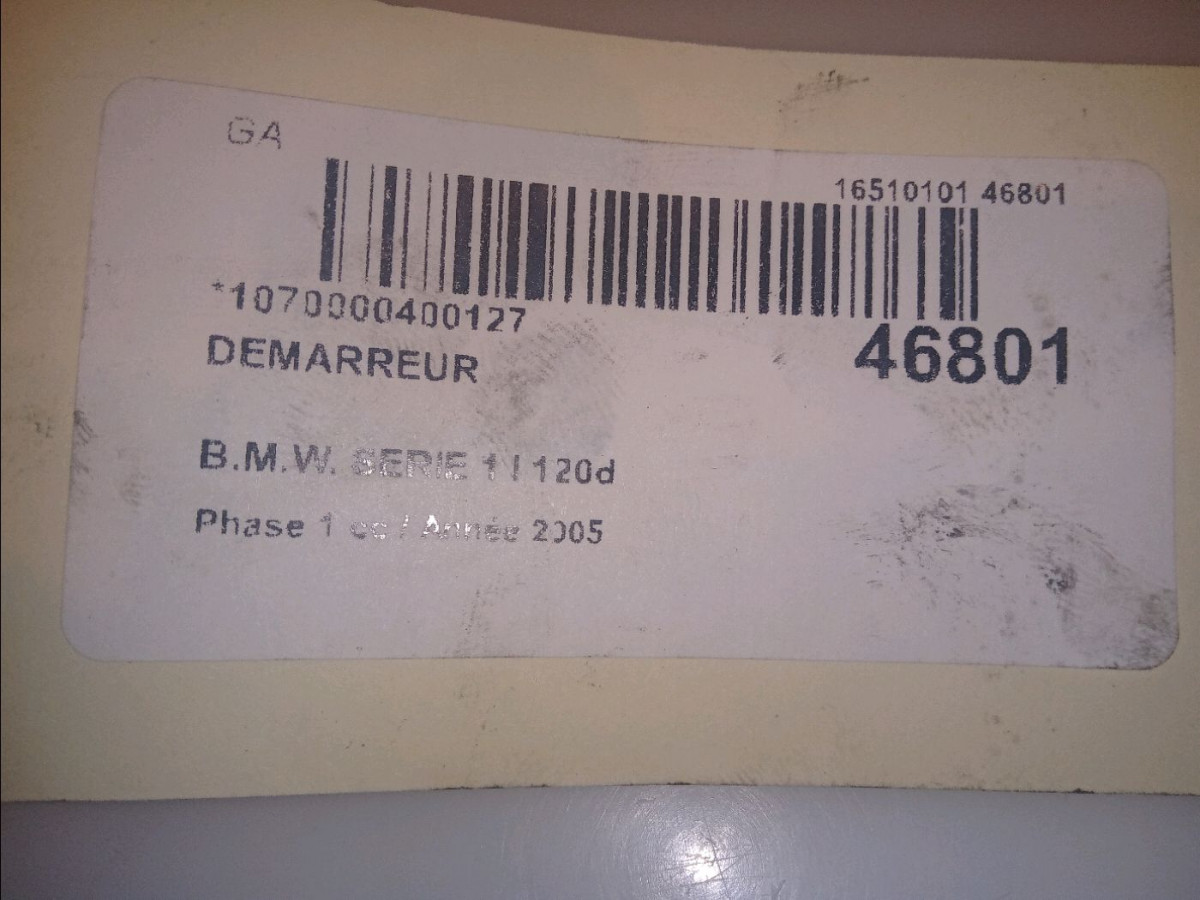 GA
16510101 46801
*1070000400127
46801
DEMARREUR
B.M.W. SERIE 1 I 120d
Phase 1 cc / Année 2005